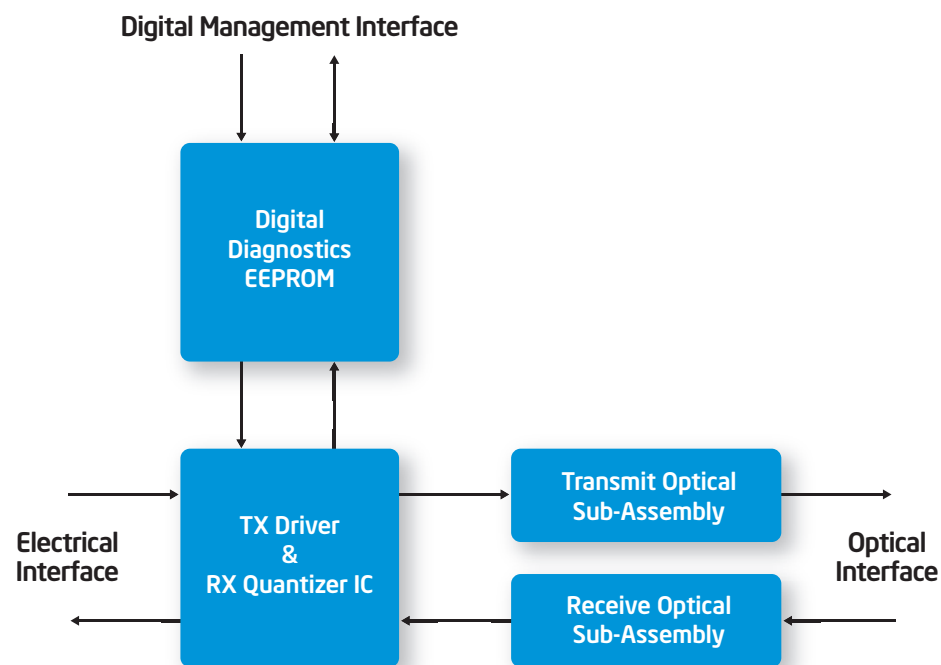 Digital Management Interface
Digital
Diagnostics
EEPROM
Electrical
Interface
TX Driver
&
RX Quantizer IC
Transmit Optical
Sub-Assembly
Receive Optical
Sub-Assembly
Optical
Interface